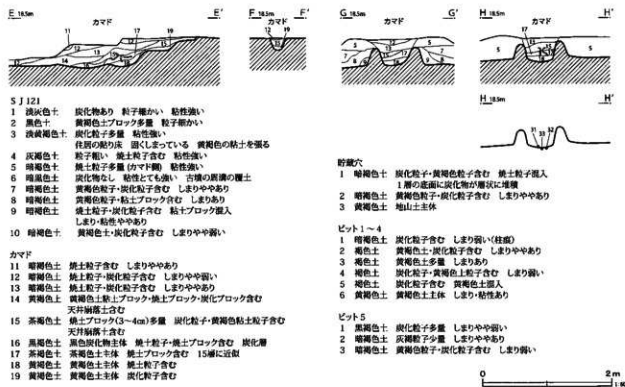 E 18.5m E'
カマド
11 12 17 19
F 18.5m F'
カマド
12 19
G 18.5m G'
カマド
H 18.5m H'
カマド
17
5 5
H 18.5m H'
31 32
33
SJ121
1 淡灰色土 炭化物あり 粒子細かい 粘性強い
2 黒色土 黄褐色土ブロック多量 粒子細かい
3 淡黄褐色土 炭化粒子多量 粘性強い
住居の貼り床 固くしまっている 黄褐色の粘土を張る
4 灰褐色土 粒子粗い 焼土粒子含む 粘性強い
5 暗褐色土 焼土粒子多量(カマド側) 粘性強い
6 暗黒色土 炭化物なし 粘性とても強い 古墳の周溝の覆土
7 暗褐色土 黄褐色粒子・炭化粒子含む しまりややあり
8 暗褐色土 黄褐色粒子・粘土ブロック含む しまりあり
9 暗褐色土 焼土粒子・炭化粒子含む 粘土ブロック混入
しまり・粘性ややあり
10 暗褐色土 黄褐色土・炭化粒子含む しまりやや弱い
カマド
11 暗褐色土 焼土粒子含む しまりややあり
12 暗褐色土 焼土粒子・炭化粒子含む しまりやや弱い
13 暗褐色土 焼土粒子・炭化粒子含む しまりややあり
14 黄褐色土 黄褐色土粘土ブロック・焼土ブロック・炭化ブロック含む
天井崩落土含む
15 茶褐色土 焼土ブロック(3~4㎝)多量 炭化粒子・黄褐色粘土粒子含む
天井崩落土含む
16 黒褐色土 黒色炭化物主体 焼土粒子・焼土ブロック含む 炭化層
17 茶褐色土 茶褐色土主体 焼土ブロック含む 15層に近似
18 黄褐色土 黄褐色土主体 焼土粒子含む
19 黄褐色土 黄褐色土主体 炭化粒子含む
貯蔵穴
1 暗褐色土 炭化粒子・黄褐色粒子含む 焼土粒子混入
1層の底面に炭化物が層状に堆積
2 暗褐色土 黄褐色粒子・炭化粒子含む しまりややあり
3 黄褐色土 地山土主体
ピット1~4
1 暗褐色土 炭化粒子含む しまり弱い(柱痕)
2 褐色土 黄褐色土・炭化粒子含む しまりややあり
3 褐色土 黄褐色土多量 しまりあり
4 褐色土 炭化粒子・黄褐色土粒子含む しまり弱い
5 褐色土 炭化粒子含む 黄褐色土混入
6 黄褐色土 黄褐色土主体 しまり・粘性あり
ピット5
1 黒褐色土 炭化粒子多量 しまりやや弱い
2 暗褐色土 灰褐粒子少量 しまりややあり
3 暗褐色土 黄褐色粒子・炭化粒子含む しまり弱い
0 2m
1:60